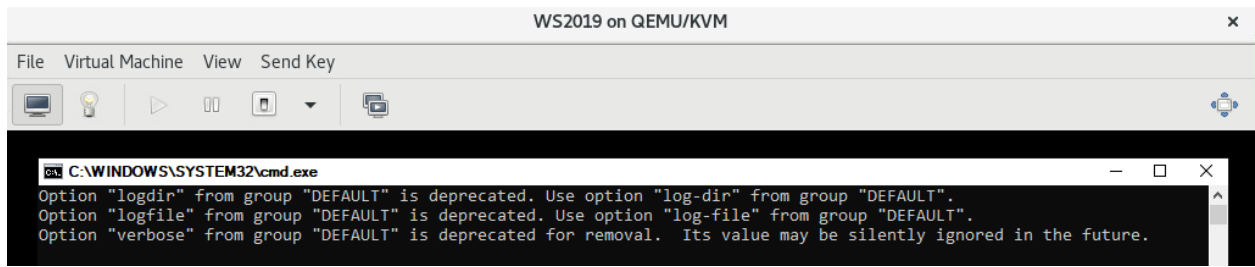 WS2019 on QEMU/KVM
File Virtual Machine View Send Key
C:\WINDOWS\SYSTEM32\cmd.exe
Option "logdir" from group "DEFAULT" is deprecated. Use option "log-dir" from group "DEFAULT".
Option "logfile" from group "DEFAULT" is deprecated. Use option "log-file" from group "DEFAULT".
Option "verbose" from group "DEFAULT" is deprecated for removal.  Its value may be silently ignored in the future.